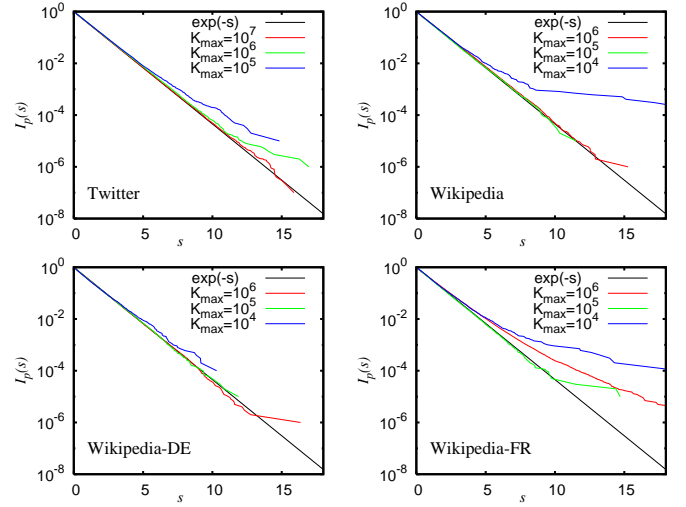 10^0
10^-2
10^-4
10^-6
10^-8
I_p(s)
exp(-s)
K_max=10^7
K_max=10^6
K_max=10^5
Twitter
0 5 10 15
s
10^0
10^-2
10^-4
10^-6
10^-8
I_p(s)
exp(-s)
K_max=10^6
K_max=10^5
K_max=10^4
Wikipedia
0 5 10 15
s
10^0
10^-2
10^-4
10^-6
10^-8
I_p(s)
exp(-s)
K_max=10^6
K_max=10^5
K_max=10^4
Wikipedia-DE
0 5 10 15
s
10^0
10^-2
10^-4
10^-6
10^-8
I_p(s)
exp(-s)
K_max=10^6
K_max=10^5
K_max=10^4
Wikipedia-FR
0 5 10 15
s